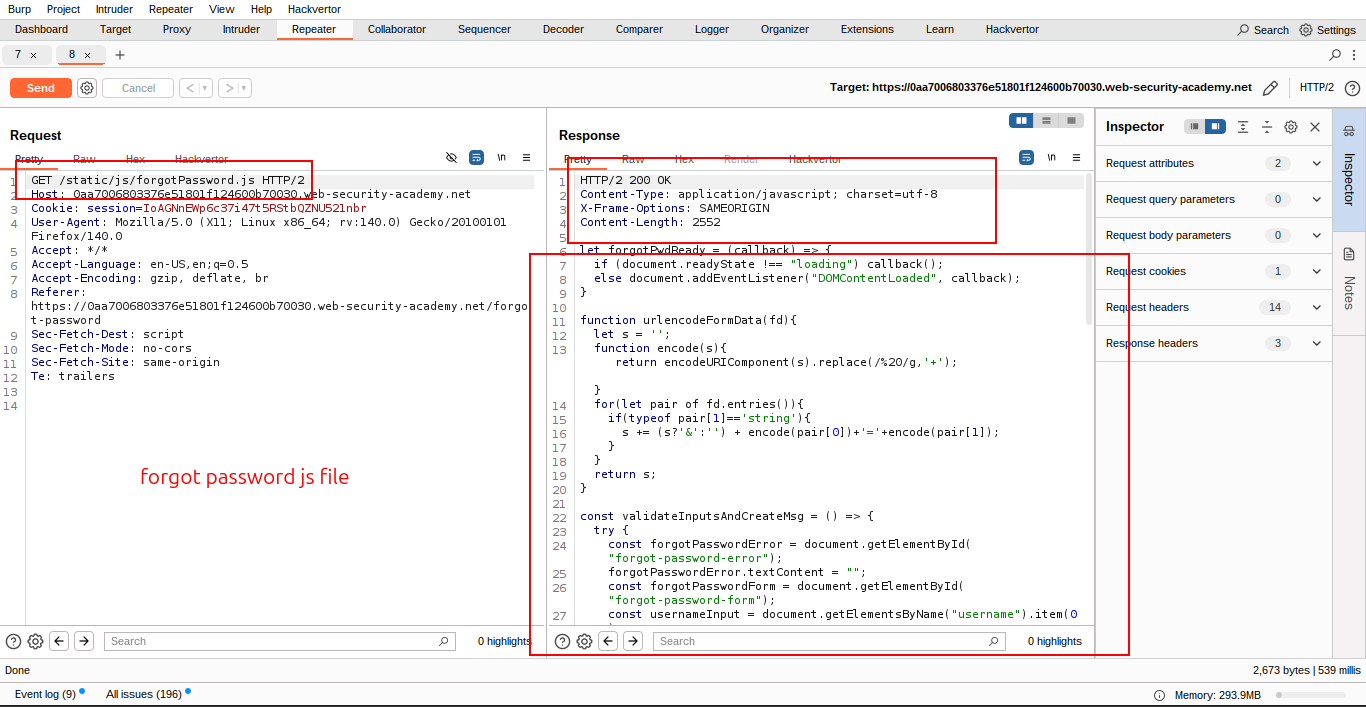 Burp Project Intruder Repeater View Help Hackvertor
Dashboard Target Proxy Intruder Repeater Collaborator Sequencer Decoder Comparer Logger Organizer Extensions Learn Hackvertor Search Settings
7 × 8 × +
Send Cancel < > Target: https://0aa7006803376e51801f124600b70030.web-security-academy.net HTTP/2
Request
Pretty Raw Hex Hackvertor \n
1 GET /static/js/forgotPassword.js HTTP/2
2 Host: 0aa7006803376e51801f124600b70030.web-security-academy.net
3 Cookie: session=IoAGNnEWp6c37i47t5RStbQZNU521nbr
4 User-Agent: Mozilla/5.0 (X11; Linux x86_64; rv:140.0) Gecko/20100101
Firefox/140.0
5 Accept: */*
6 Accept-Language: en-US,en;q=0.5
7 Accept-Encoding: gzip, deflate, br
8 Referer:
https://0aa7006803376e51801f124600b70030.web-security-academy.net/forgo
t-password
9 Sec-Fetch-Dest: script
10 Sec-Fetch-Mode: no-cors
11 Sec-Fetch-Site: same-origin
12 Te: trailers
13
14
forgot password js file
Search 0 highlights
Response
Pretty Raw Hex Render Hackvertor \n
1 HTTP/2 200 OK
2 Content-Type: application/javascript; charset=utf-8
3 X-Frame-Options: SAMEORIGIN
4 Content-Length: 2552
5
6 let forgotPwdReady = (callback) => {
7 if (document.readyState !== "loading") callback();
8 else document.addEventListener("DOMContentLoaded", callback);
9 }
10
11 function urlencodeFormData(fd){
12 let s = '';
13 function encode(s){
return encodeURIComponent(s).replace(/%20/g,'+');
}
14 for(let pair of fd.entries()){
15 if(typeof pair[1]=='string'){
16 s += (s?'&':'') + encode(pair[0])+'='+encode(pair[1]);
17 }
18 }
19 return s;
20 }
21
22 const validateInputsAndCreateMsg = () => {
23 try {
24 const forgotPasswordError = document.getElementById(
"forgot-password-error");
25 forgotPasswordError.textContent = "";
26 const forgotPasswordForm = document.getElementById(
"forgot-password-form");
27 const usernameInput = document.getElementsByName("username").item(0
Search 0 highlights
Inspector
Request attributes 2
Request query parameters 0
Request body parameters 0
Request cookies 1
Request headers 14
Response headers 3
Inspector
Notes
Done 2,673 bytes | 539 millis
Event log (9) All issues (196) Memory: 293.9MB